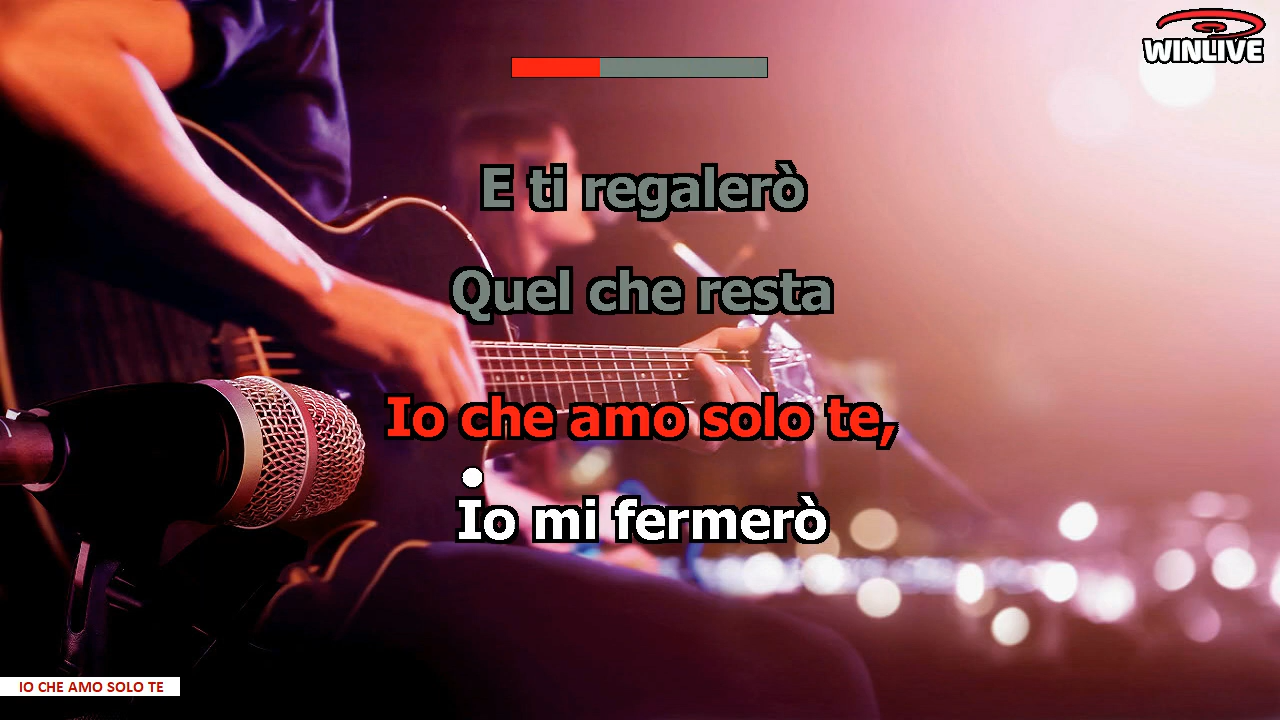 WINLIVE
E ti regalerò
Quel che resta
Io che amo solo te,
Io mi fermerò
IO CHE AMO SOLO TE